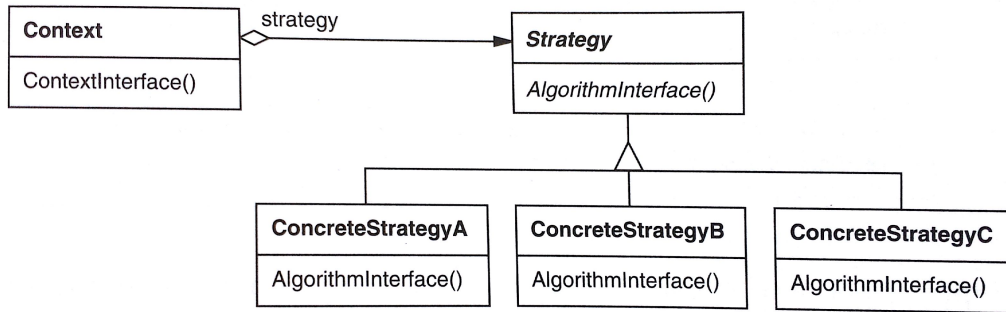 Context
ContextInterface()
strategy
Strategy
AlgorithmInterface()
ConcreteStrategyA
AlgorithmInterface()
ConcreteStrategyB
AlgorithmInterface()
ConcreteStrategyC
AlgorithmInterface()